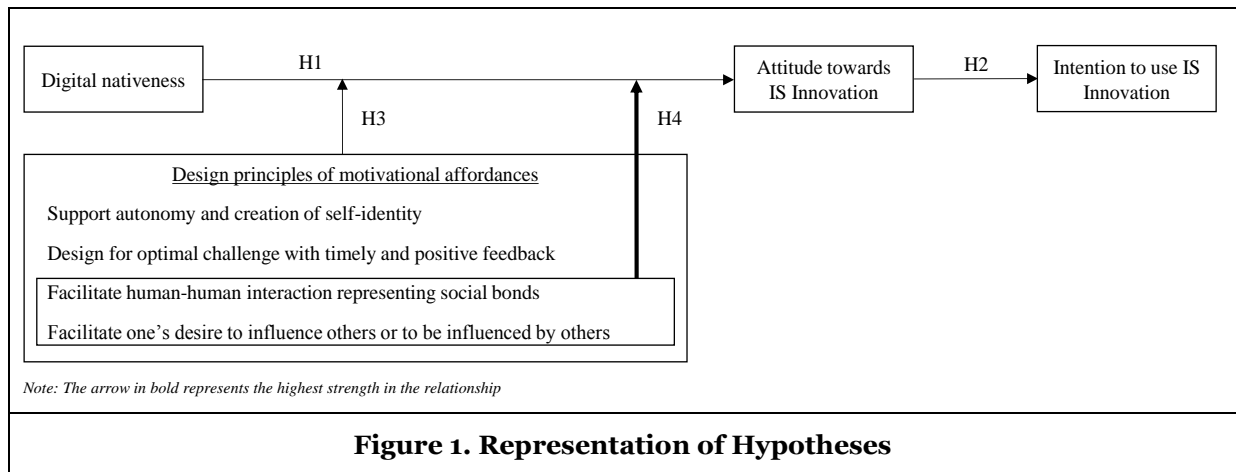 Digital nativeness
H1
Attitude towards
IS Innovation
H2
Intention to use IS
Innovation
H3
H4
Design principles of motivational affordances
Support autonomy and creation of self-identity
Design for optimal challenge with timely and positive feedback
Facilitate human-human interaction representing social bonds
Facilitate one’s desire to influence others or to be influenced by others
Note: The arrow in bold represents the highest strength in the relationship
Figure 1. Representation of Hypotheses